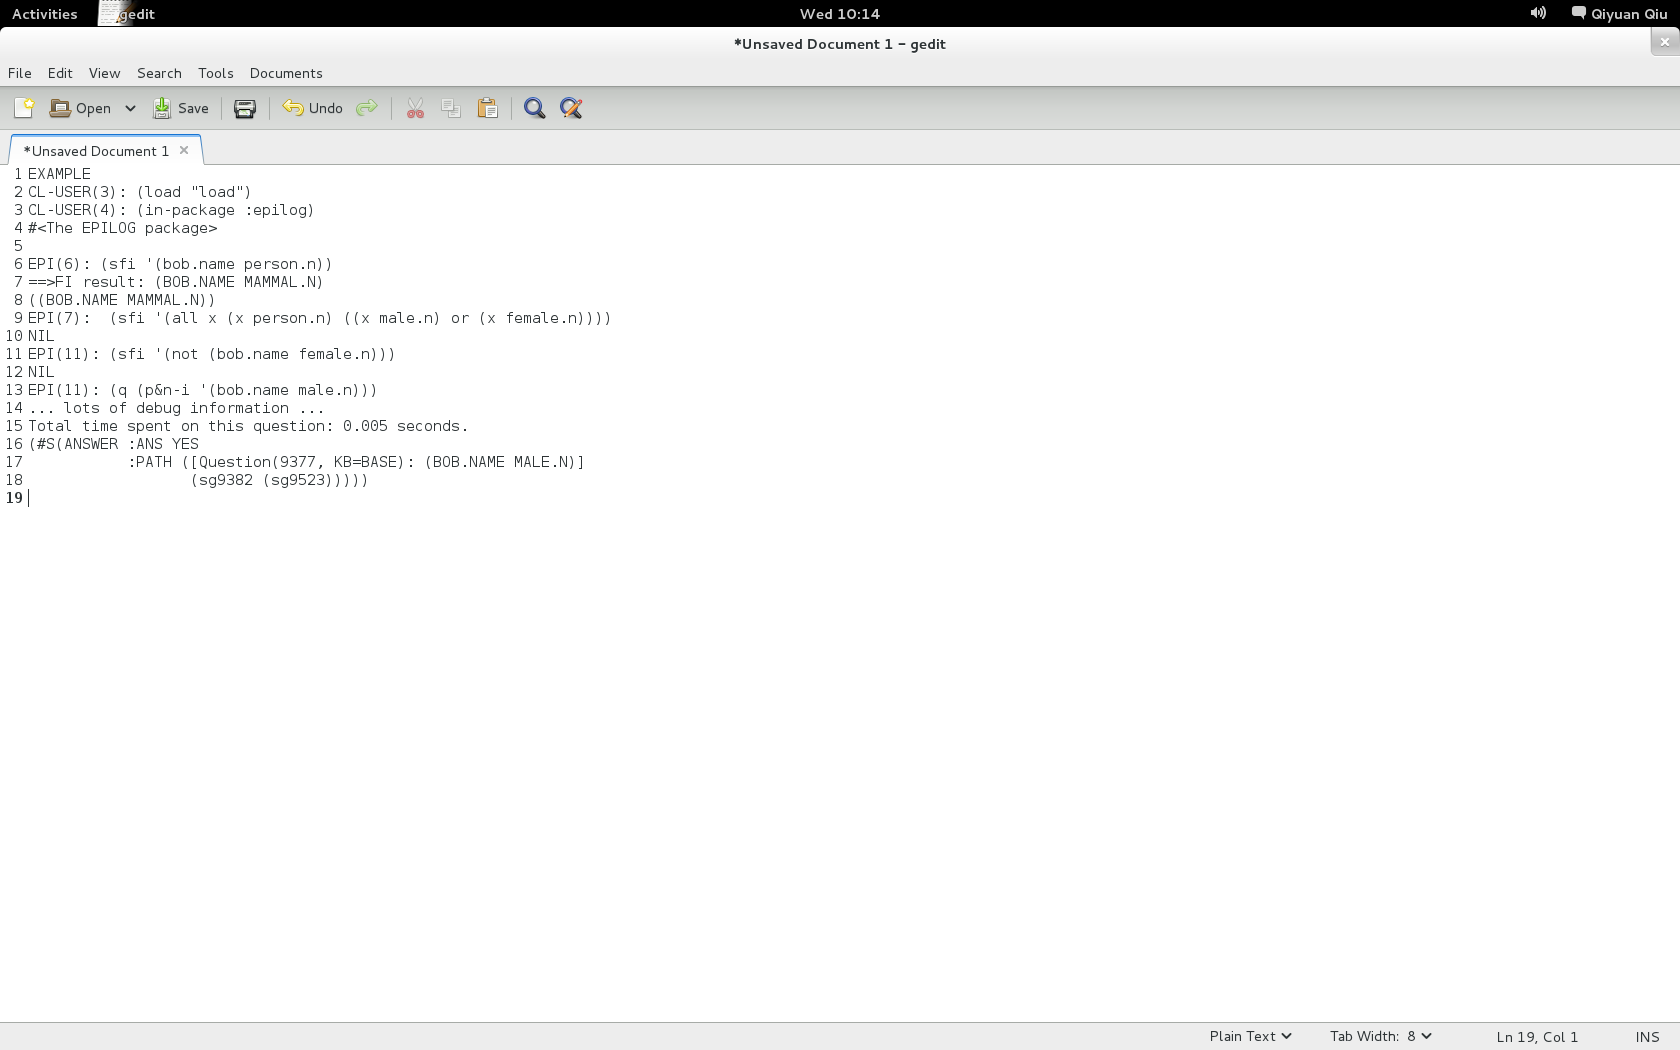 Activities gedit Wed 10:14 Qiyuan Qiu
*Unsaved Document 1 - gedit
File Edit View Search Tools Documents
Open Save Undo
*Unsaved Document 1
1 EXAMPLE
2 CL-USER(3): (load "load")
3 CL-USER(4): (in-package :epilog)
4 #<The EPILOG package>
5
6 EPI(6): (sfi '(bob.name person.n))
7 ==>FI result: (BOB.NAME MAMMAL.N)
8 ((BOB.NAME MAMMAL.N))
9 EPI(7):  (sfi '(all x (x person.n) ((x male.n) or (x female.n))))
10 NIL
11 EPI(11): (sfi '(not (bob.name female.n)))
12 NIL
13 EPI(11): (q (p&n-i '(bob.name male.n)))
14 ... lots of debug information ...
15 Total time spent on this question: 0.005 seconds.
16 (#S(ANSWER :ANS YES
17            :PATH ([Question(9377, KB=BASE): (BOB.NAME MALE.N)]
18                   (sg9382 (sg9523)))))
19
Plain Text Tab Width: 8 Ln 19, Col 1 INS